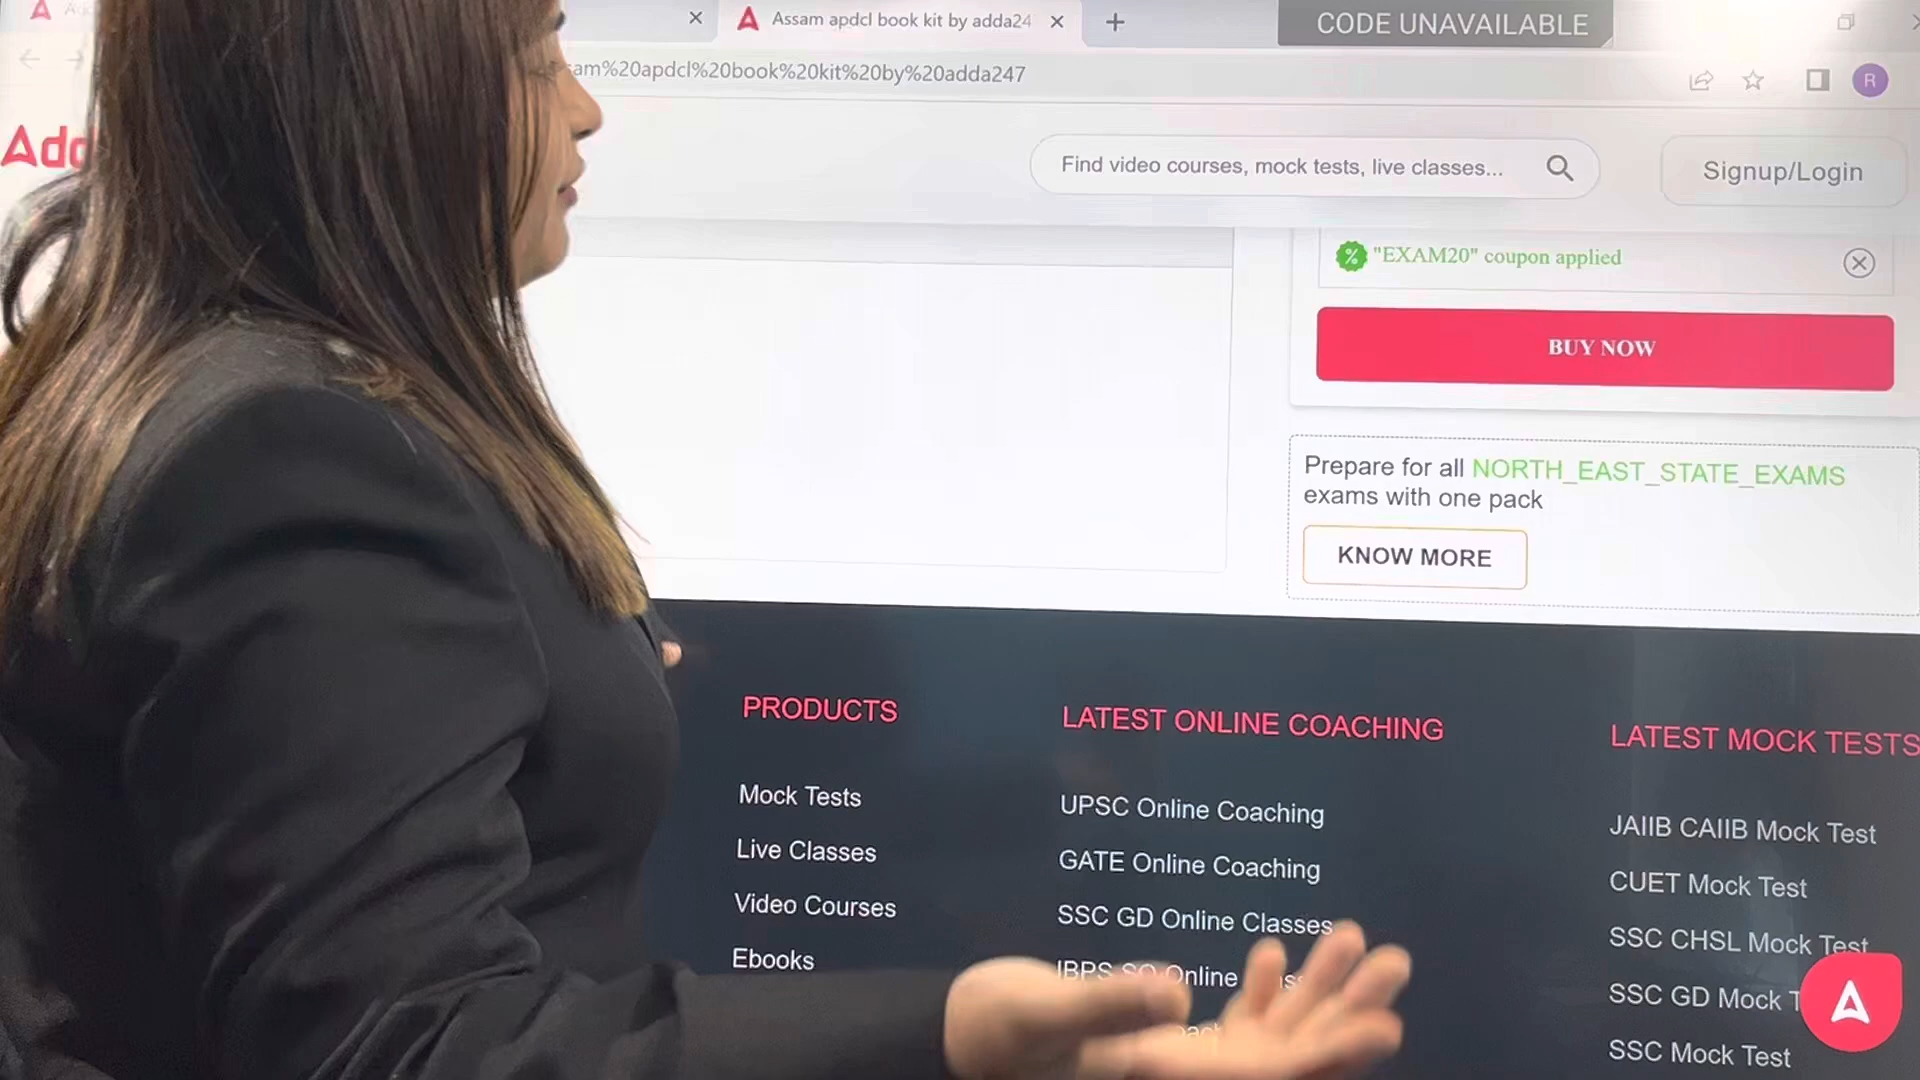 Assam apdcl book kit by adda24
CODE UNAVAILABLE
am%20apdcl%20book%20kit%20by%20adda247
R
Add
Find video courses, mock tests, live classes...
Signup/Login
"EXAM20" coupon applied
BUY NOW
Prepare for all NORTH_EAST_STATE_EXAMS
exams with one pack
KNOW MORE
PRODUCTS
Mock Tests
Live Classes
Video Courses
Ebooks
LATEST ONLINE COACHING
UPSC Online Coaching
GATE Online Coaching
SSC GD Online Classes
IBPS SO Online
LATEST MOCK TESTS
JAIIB CAIIB Mock Test
CUET Mock Test
SSC CHSL Mock Test
SSC GD Mock T
SSC Mock Test